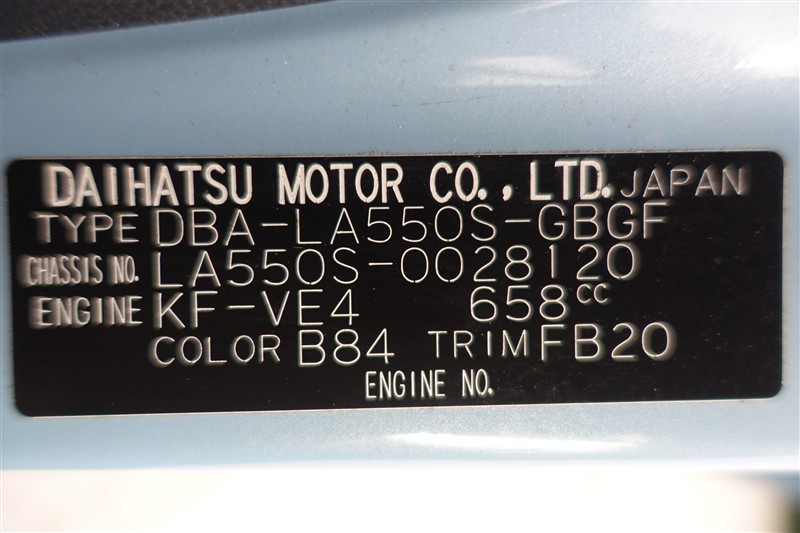 DAIHATSU MOTOR CO., LTD. JAPAN
TYPE DBA-LA550S-GBGF
CHASSIS NO. LA550S-0028120
ENGINE KF-VE4 658cc
COLOR B84 TRIM FB20
ENGINE NO.